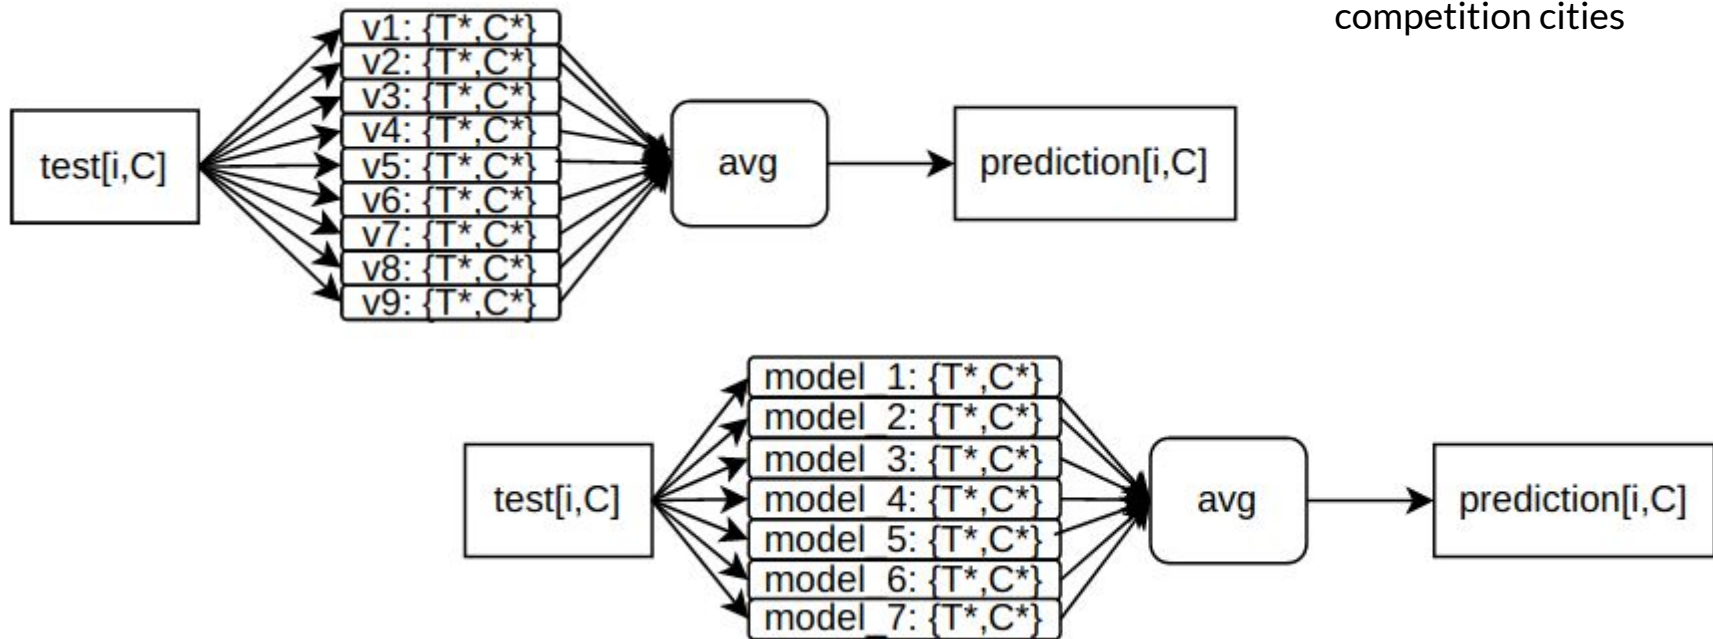 competition cities
v1: {T*,C*}
v2: {T*,C*}
v3: {T*,C*}
v4: {T*,C*}
v5: {T*,C*}
v6: {T*,C*}
v7: {T*,C*}
v8: {T*,C*}
v9: {T*,C*}
test[i,C]
avg
prediction[i,C]
model_1: {T*,C*}
model_2: {T*,C*}
model_3: {T*,C*}
model_4: {T*,C*}
model_5: {T*,C*}
model_6: {T*,C*}
model_7: {T*,C*}
test[i,C]
avg
prediction[i,C]